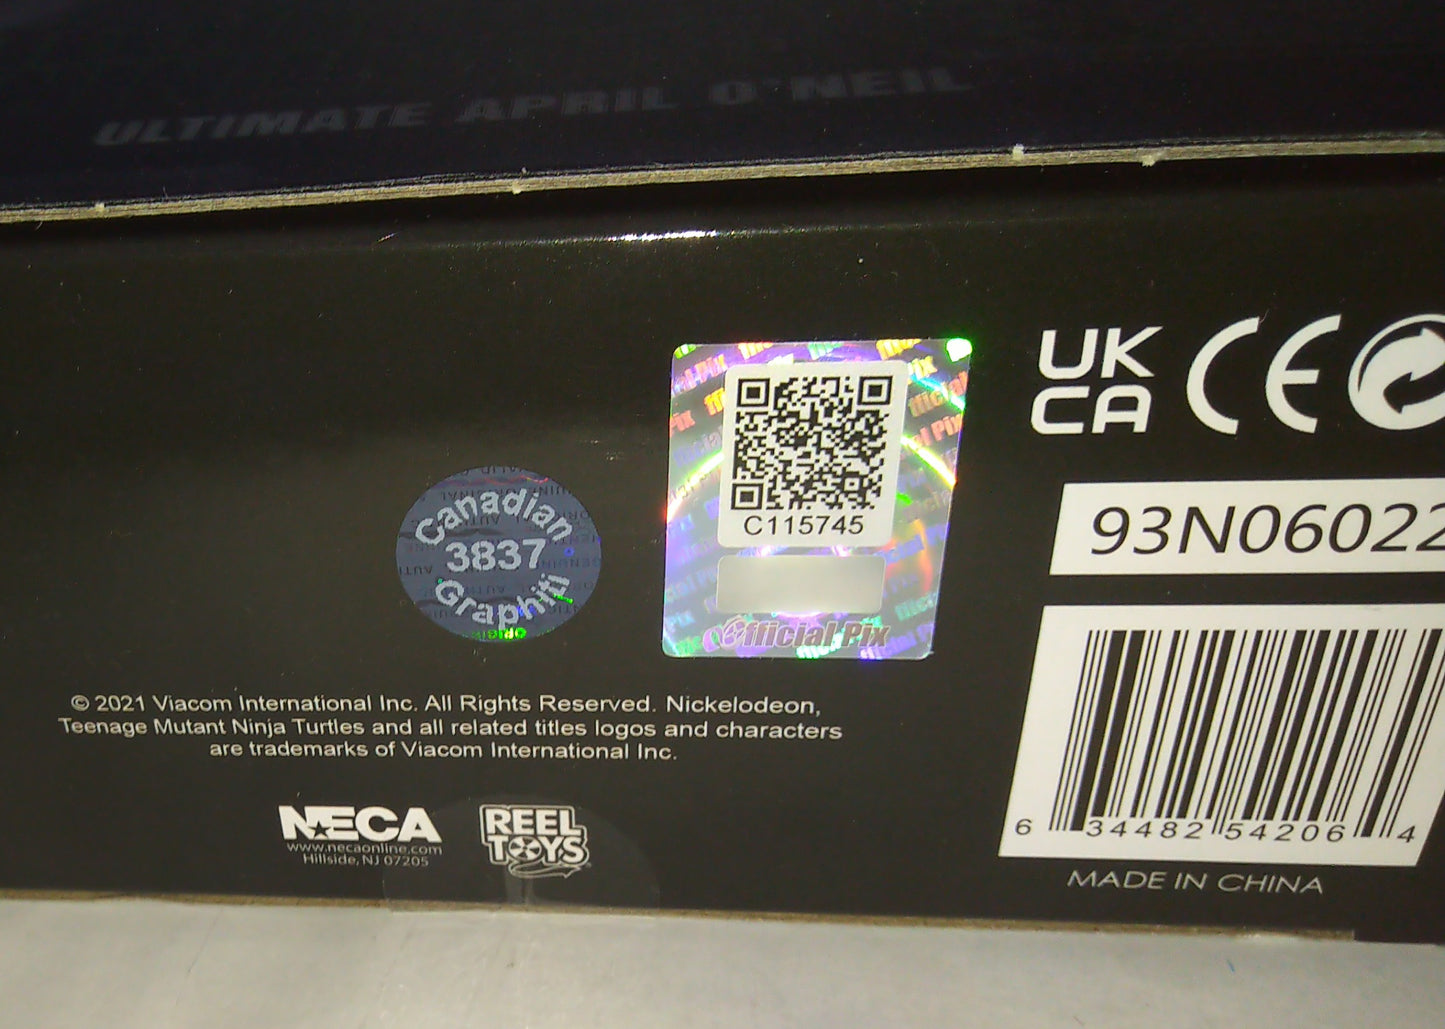 ULTIMATE APRIL O'NEIL
Canadian
3837
Graphiti
C115745
Official Pix
UK
CA
CE
93N06022
6 34482 54206 4
MADE IN CHINA
© 2021 Viacom International Inc. All Rights Reserved. Nickelodeon,
Teenage Mutant Ninja Turtles and all related titles logos and characters
are trademarks of Viacom International Inc.
NECA
www.necaonline.com
Hillside, NJ 07205
REEL
TOYS